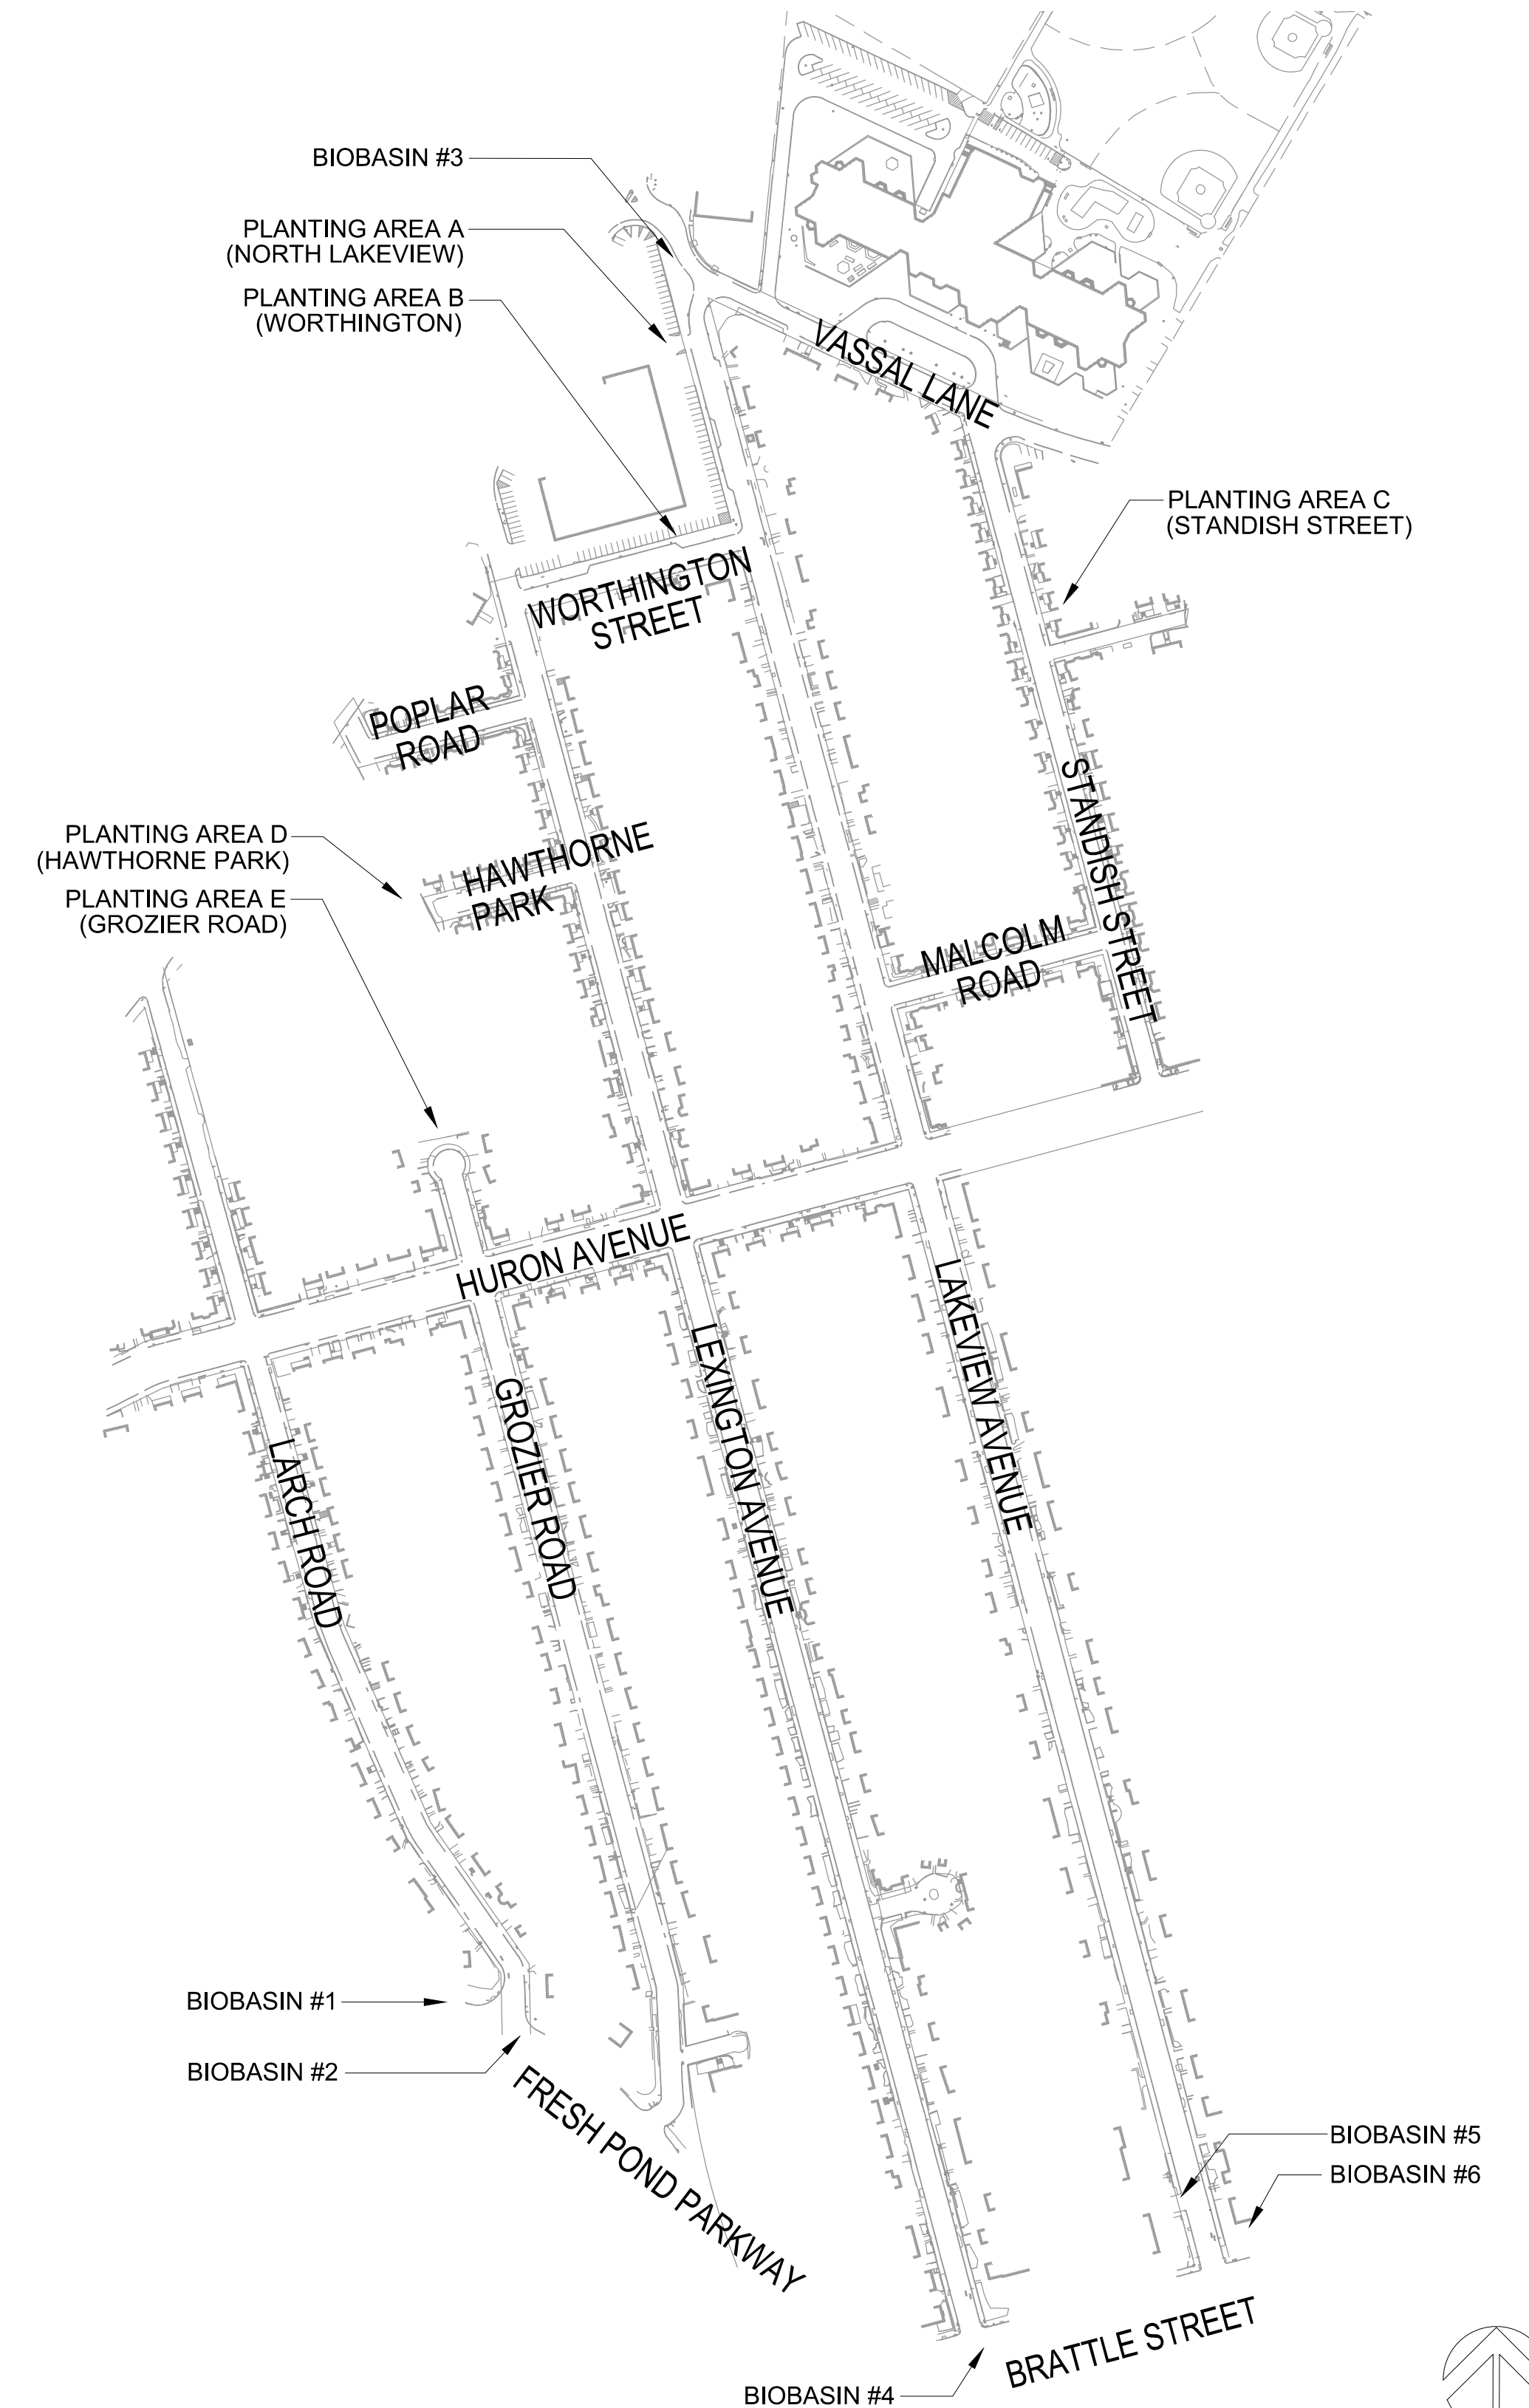 BIOBASIN #3
PLANTING AREA A
(NORTH LAKEVIEW)
PLANTING AREA B
(WORTHINGTON)
VASSAL LANE
PLANTING AREA C
(STANDISH STREET)
WORTHINGTON
STREET
POPLAR
ROAD
STANDISH STREET
PLANTING AREA D
(HAWTHORNE PARK)
HAWTHORNE
PARK
PLANTING AREA E
(GROZIER ROAD)
MALCOLM
ROAD
HURON AVENUE
LAKEVIEW AVENUE
LEXINGTON AVENUE
GROZIER ROAD
LARCH ROAD
BIOBASIN #1
BIOBASIN #2
FRESH POND PARKWAY
BIOBASIN #5
BIOBASIN #6
BRATTLE STREET
BIOBASIN #4